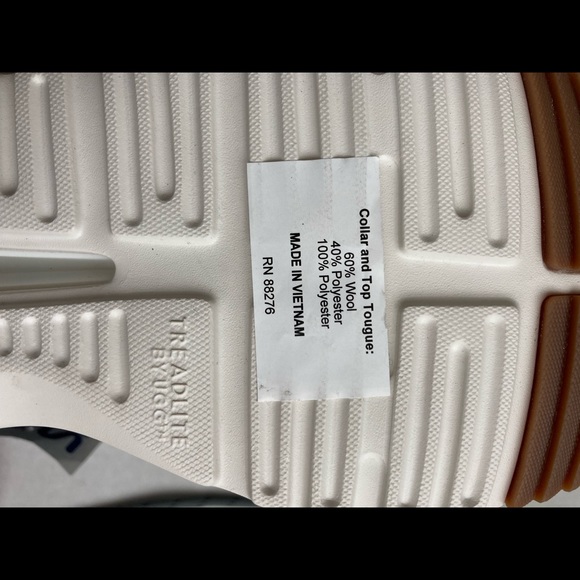 Collar and Top Tougue:
60% Wool
40% Polyester
100% Polyester
MADE IN VIETNAM
RN 88276
TREADLITE
BY UGG